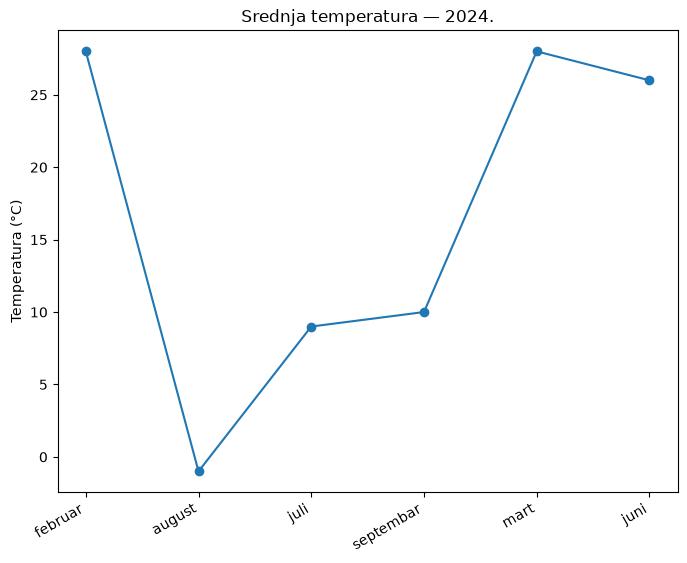 Srednja temperatura — 2024.
Temperatura (°C)
25
20
15
10
5
0
februar
august
juli
septembar
mart
juni